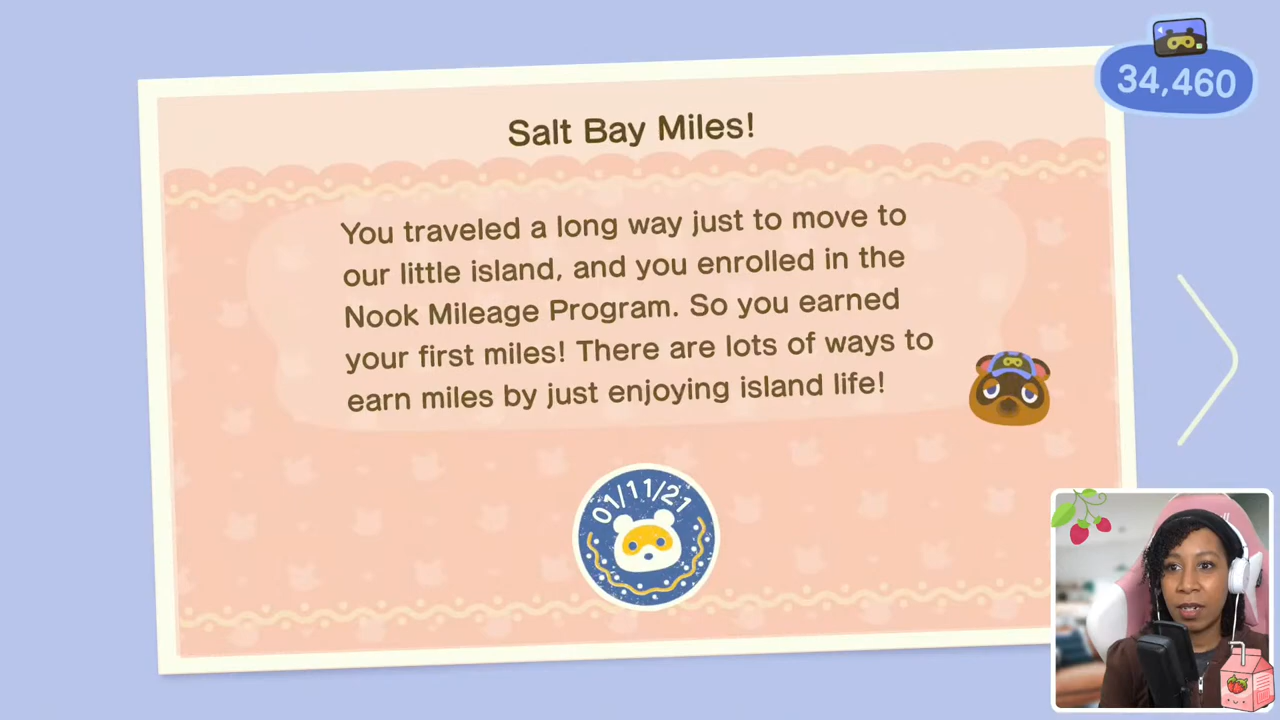 34,460
Salt Bay Miles!
You traveled a long way just to move to
our little island, and you enrolled in the
Nook Mileage Program. So you earned
your first miles! There are lots of ways to
earn miles by just enjoying island life!
01/11/21